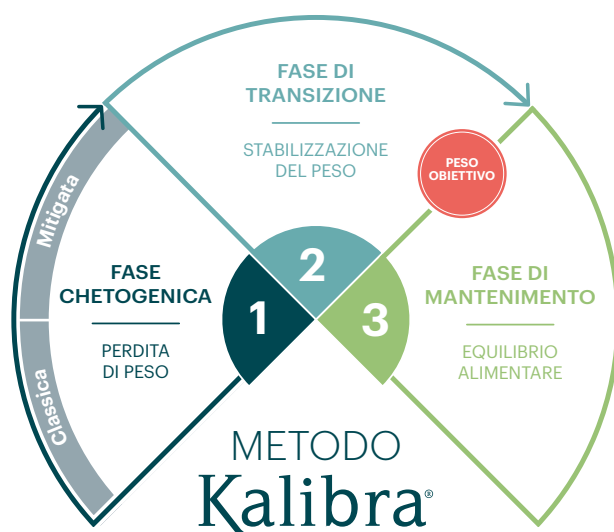 FASE DI
TRANSIZIONE
STABILIZZAZIONE
DEL PESO
PESO
OBIETTIVO
Mitigata
Classica
FASE
CHETOGENICA
PERDITA
DI PESO
1
2
3
FASE DI
MANTENIMENTO
EQUILIBRIO
ALIMENTARE
METODO
Kalibra®